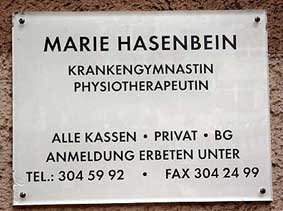 MARIE HASENBEIN
KRANKENGYMNASTIN
PHYSIOTHERAPEUTIN
ALLE KASSEN • PRIVAT • BG
ANMELDUNG ERBETEN UNTER
TEL.: 304 59 92 • FAX 304 24 99